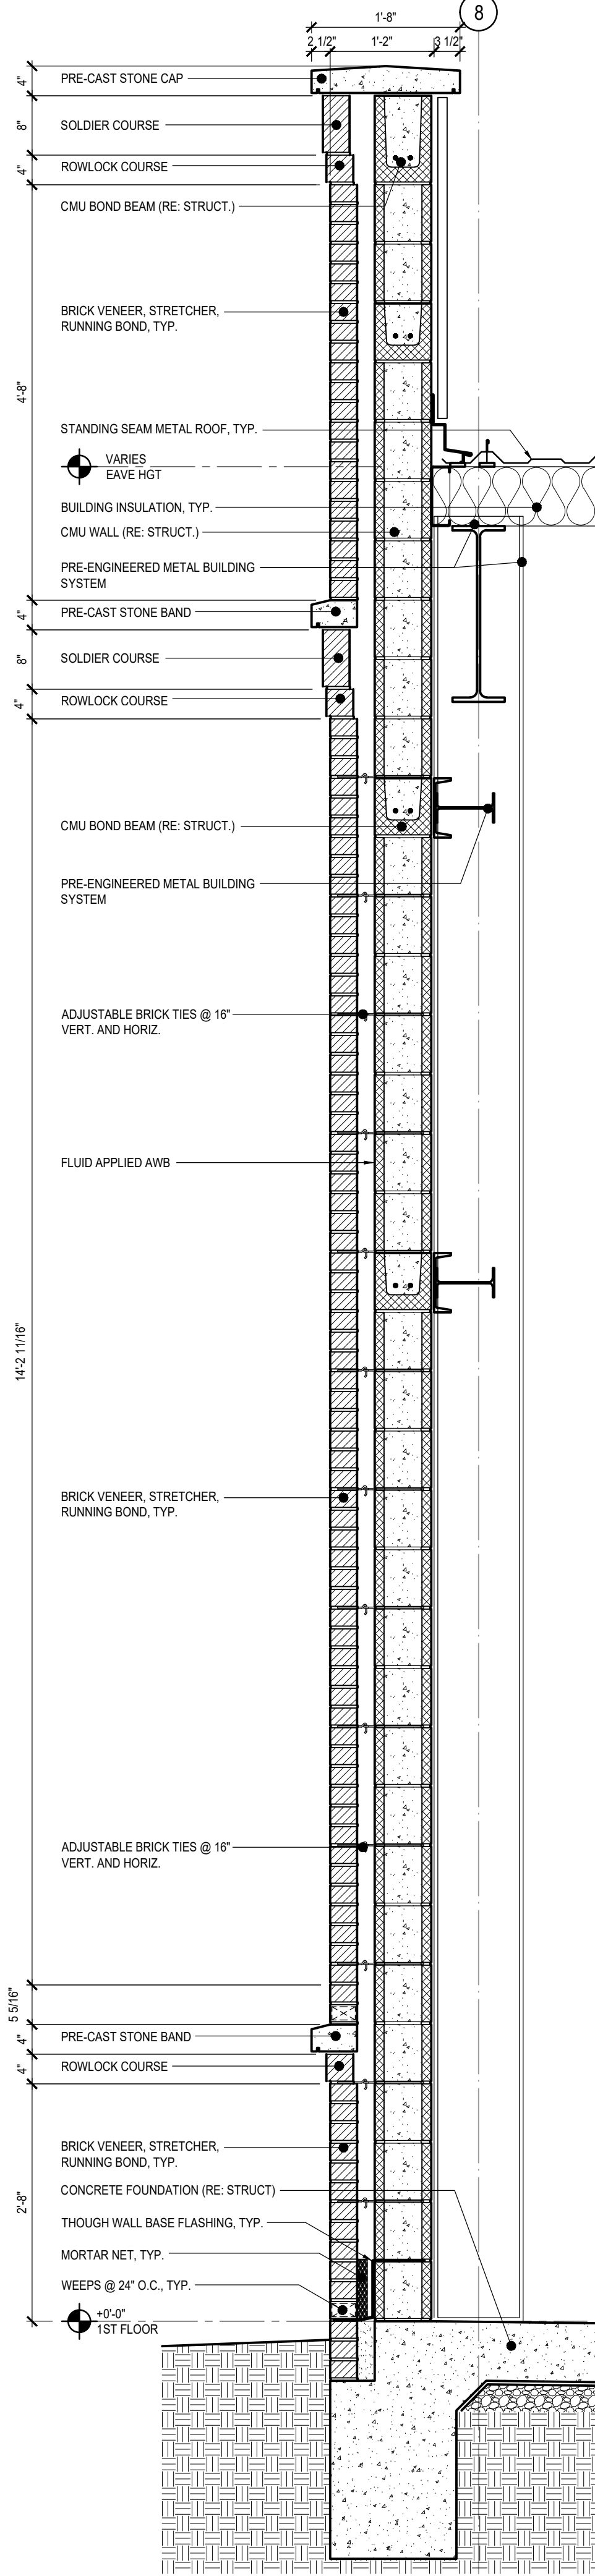 8
1'-8"
2 1/2" 1'-2" 3 1/2"
4" PRE-CAST STONE CAP
8" SOLDIER COURSE
4" ROWLOCK COURSE
CMU BOND BEAM (RE: STRUCT.)
BRICK VENEER, STRETCHER,
RUNNING BOND, TYP.
4'-8"
STANDING SEAM METAL ROOF, TYP.
VARIES
EAVE HGT
BUILDING INSULATION, TYP.
CMU WALL (RE: STRUCT.)
PRE-ENGINEERED METAL BUILDING
SYSTEM
4" PRE-CAST STONE BAND
8" SOLDIER COURSE
4" ROWLOCK COURSE
CMU BOND BEAM (RE: STRUCT.)
PRE-ENGINEERED METAL BUILDING
SYSTEM
ADJUSTABLE BRICK TIES @ 16"
VERT. AND HORIZ.
FLUID APPLIED AWB
14'-2 11/16"
BRICK VENEER, STRETCHER,
RUNNING BOND, TYP.
ADJUSTABLE BRICK TIES @ 16"
VERT. AND HORIZ.
5 5/16"
4" PRE-CAST STONE BAND
4" ROWLOCK COURSE
BRICK VENEER, STRETCHER,
RUNNING BOND, TYP.
2'-8"
CONCRETE FOUNDATION (RE: STRUCT)
THOUGH WALL BASE FLASHING, TYP.
MORTAR NET, TYP.
WEEPS @ 24" O.C., TYP.
+0'-0"
1ST FLOOR